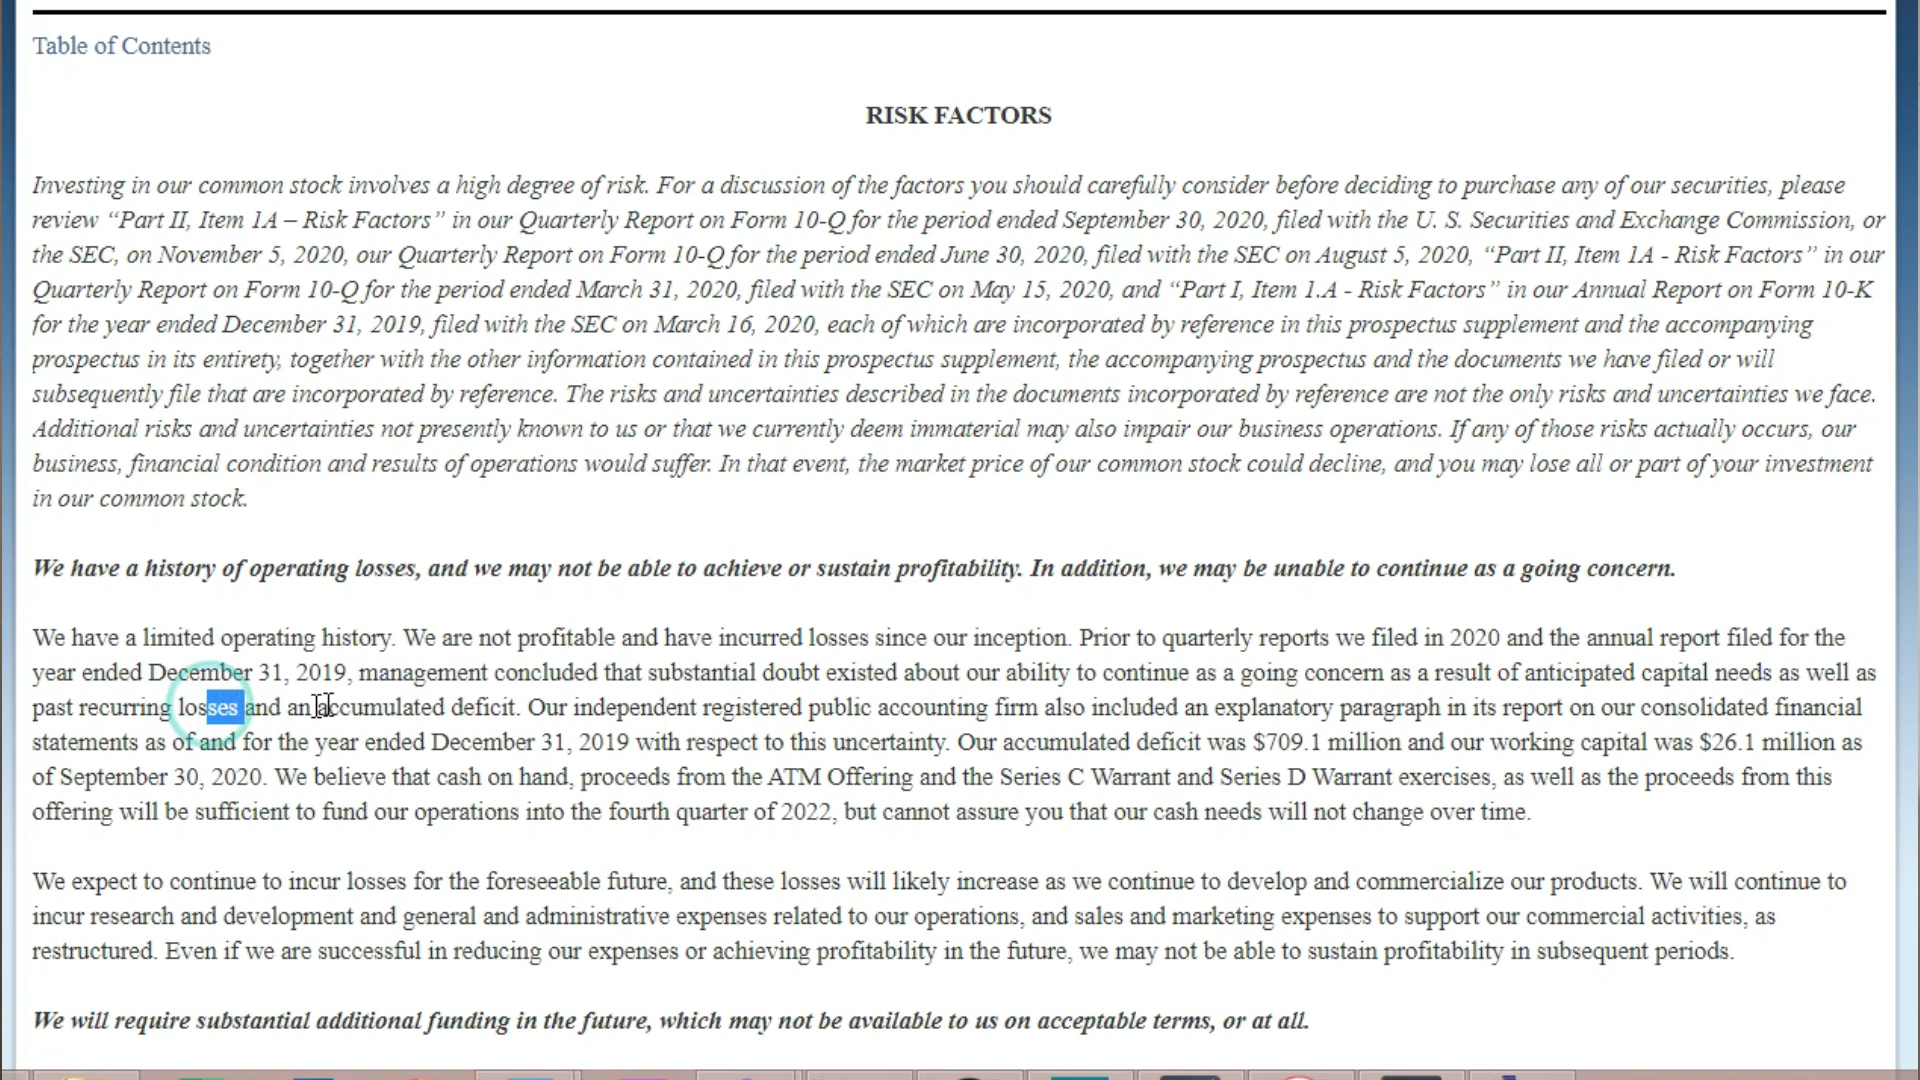 Table of Contents
RISK FACTORS
Investing in our common stock involves a high degree of risk. For a discussion of the factors you should carefully consider before deciding to purchase any of our securities, please
review “Part II, Item 1A – Risk Factors” in our Quarterly Report on Form 10-Q for the period ended September 30, 2020, filed with the U. S. Securities and Exchange Commission, or
the SEC, on November 5, 2020, our Quarterly Report on Form 10-Q for the period ended June 30, 2020, filed with the SEC on August 5, 2020, “Part II, Item 1A - Risk Factors” in our
Quarterly Report on Form 10-Q for the period ended March 31, 2020, filed with the SEC on May 15, 2020, and “Part I, Item 1.A - Risk Factors” in our Annual Report on Form 10-K
for the year ended December 31, 2019, filed with the SEC on March 16, 2020, each of which are incorporated by reference in this prospectus supplement and the accompanying
prospectus in its entirety, together with the other information contained in this prospectus supplement, the accompanying prospectus and the documents we have filed or will
subsequently file that are incorporated by reference. The risks and uncertainties described in the documents incorporated by reference are not the only risks and uncertainties we face.
Additional risks and uncertainties not presently known to us or that we currently deem immaterial may also impair our business operations. If any of those risks actually occurs, our
business, financial condition and results of operations would suffer. In that event, the market price of our common stock could decline, and you may lose all or part of your investment
in our common stock.
We have a history of operating losses, and we may not be able to achieve or sustain profitability. In addition, we may be unable to continue as a going concern.
We have a limited operating history. We are not profitable and have incurred losses since our inception. Prior to quarterly reports we filed in 2020 and the annual report filed for the
year ended December 31, 2019, management concluded that substantial doubt existed about our ability to continue as a going concern as a result of anticipated capital needs as well as
past recurring losses and an accumulated deficit. Our independent registered public accounting firm also included an explanatory paragraph in its report on our consolidated financial
statements as of and for the year ended December 31, 2019 with respect to this uncertainty. Our accumulated deficit was $709.1 million and our working capital was $26.1 million as
of September 30, 2020. We believe that cash on hand, proceeds from the ATM Offering and the Series C Warrant and Series D Warrant exercises, as well as the proceeds from this
offering will be sufficient to fund our operations into the fourth quarter of 2022, but cannot assure you that our cash needs will not change over time.
We expect to continue to incur losses for the foreseeable future, and these losses will likely increase as we continue to develop and commercialize our products. We will continue to
incur research and development and general and administrative expenses related to our operations, and sales and marketing expenses to support our commercial activities, as
restructured. Even if we are successful in reducing our expenses or achieving profitability in the future, we may not be able to sustain profitability in subsequent periods.
We will require substantial additional funding in the future, which may not be available to us on acceptable terms, or at all.